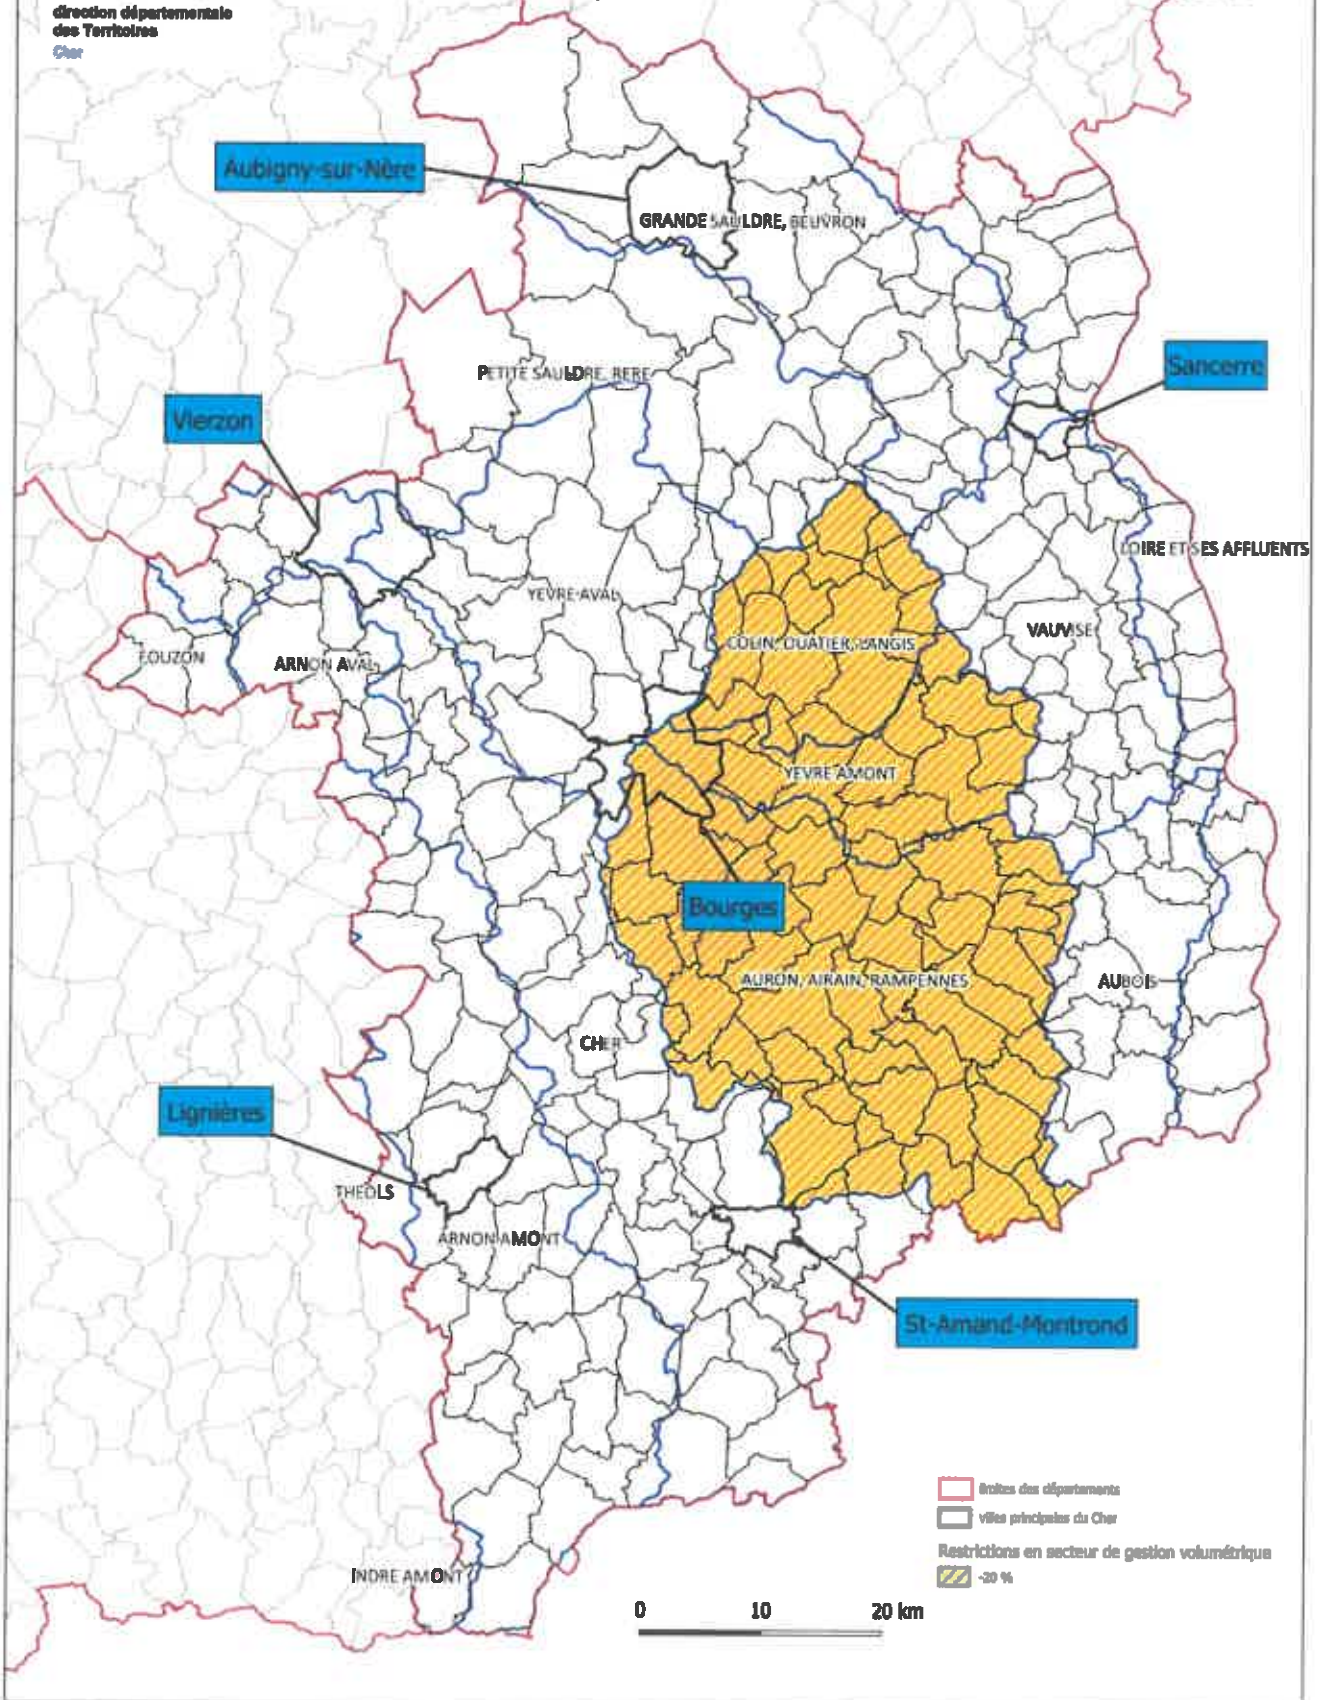 direction départementale
des Territoires
Cher
Aubigny-sur-Nère
GRANDE SAULDRE, BEUVRON
Sancerre
PETITE SAULDRE, RERE
Vierzon
LOIRE ET SES AFFLUENTS
YEVRE AVAL
VAUVISE
COLIN, OUATIER, LANGIS
FOUZON
ARNON AVAL
YEVRE AMONT
Bourges
AURON, AIRAIN, RAMPENNES
AUBOIS
CHER
Lignières
THEOLS
ARNON AMONT
St-Amand-Montrond
limites des départements
villes principales du Cher
Restrictions en secteur de gestion volumétrique
-20 %
INDRE AMONT
0 10 20 km